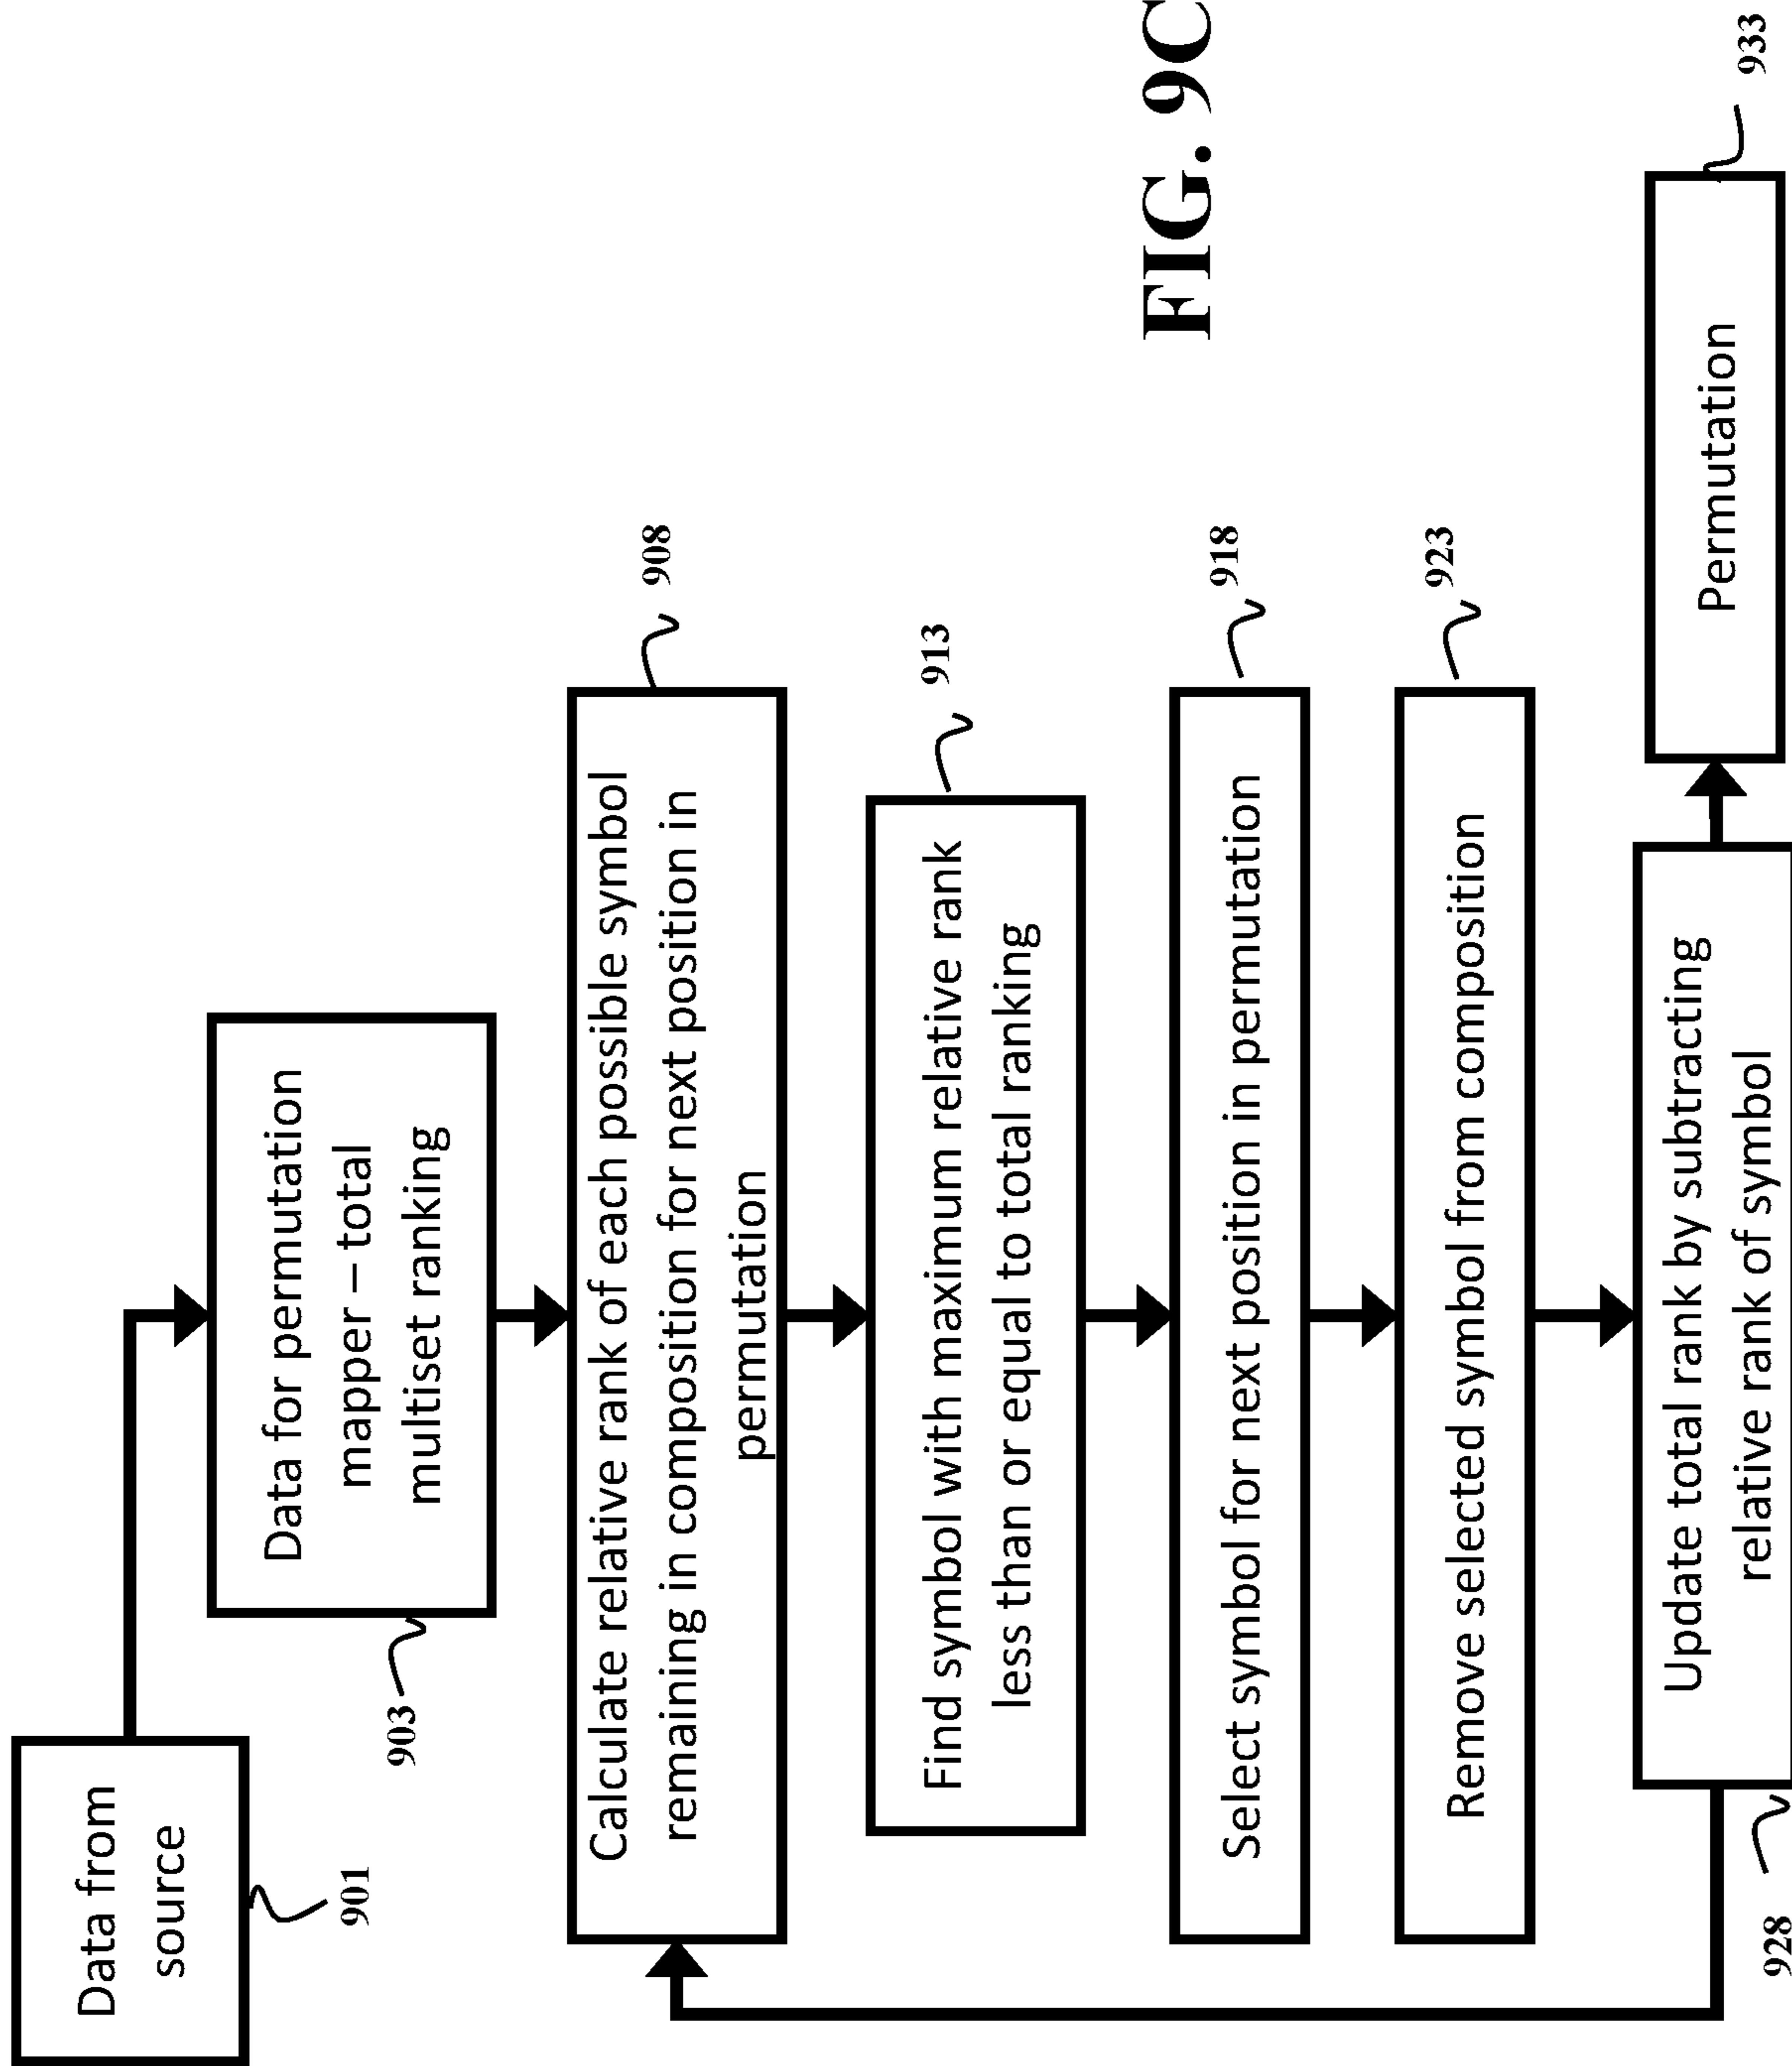 Data from
source
901
Data for permutation
mapper – total
multiset ranking
903
Calculate relative rank of each possible symbol
remaining in composition for next position in
permutation
908
Find symbol with maximum relative rank
less than or equal to total ranking
913
Select symbol for next position in permutation
918
Remove selected symbol from composition
923
Update total rank by subtracting
relative rank of symbol
928
Permutation
933
FIG. 9C